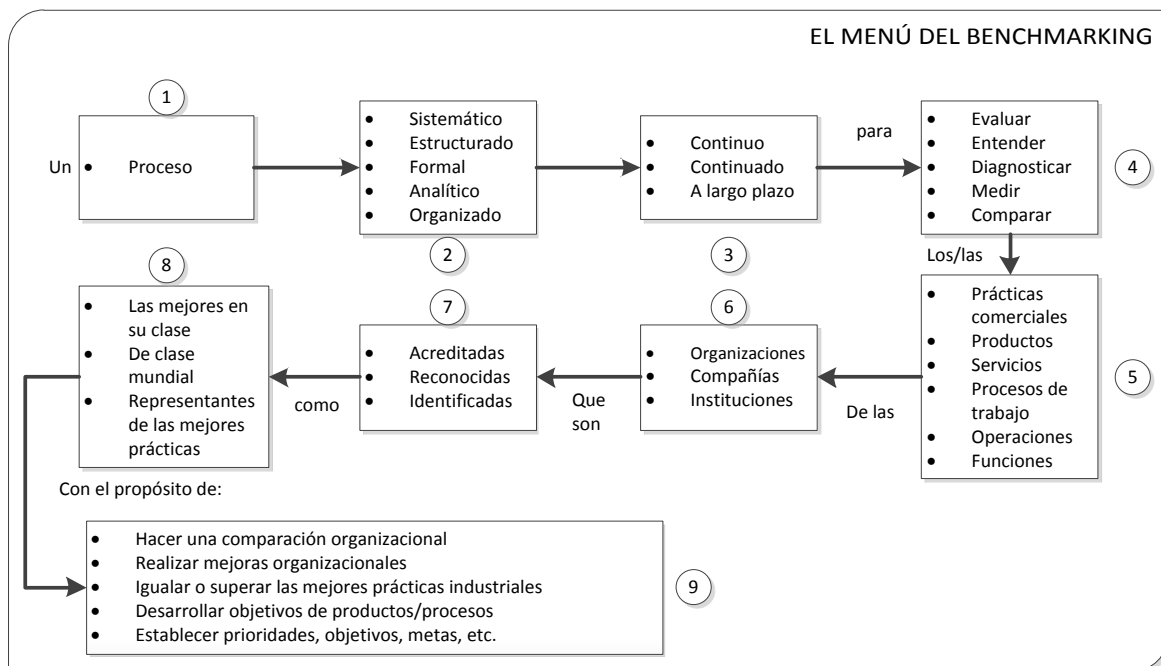 EL MENÚ DEL BENCHMARKING
1
Un
• Proceso
• Sistemático
• Estructurado
• Formal
• Analítico
• Organizado
2
• Continuo
• Continuado
• A largo plazo
3
para
• Evaluar
• Entender
• Diagnosticar
• Medir
• Comparar
4
Los/las
• Prácticas
comerciales
• Productos
• Servicios
• Procesos de
trabajo
• Operaciones
• Funciones
5
De las
6
• Organizaciones
• Compañías
• Instituciones
Que
son
7
• Acreditadas
• Reconocidas
• Identificadas
como
8
• Las mejores en
su clase
• De clase
mundial
• Representantes
de las mejores
prácticas
Con el propósito de:
• Hacer una comparación organizacional
• Realizar mejoras organizacionales
• Igualar o superar las mejores prácticas industriales
• Desarrollar objetivos de productos/procesos
• Establecer prioridades, objetivos, metas, etc.
9